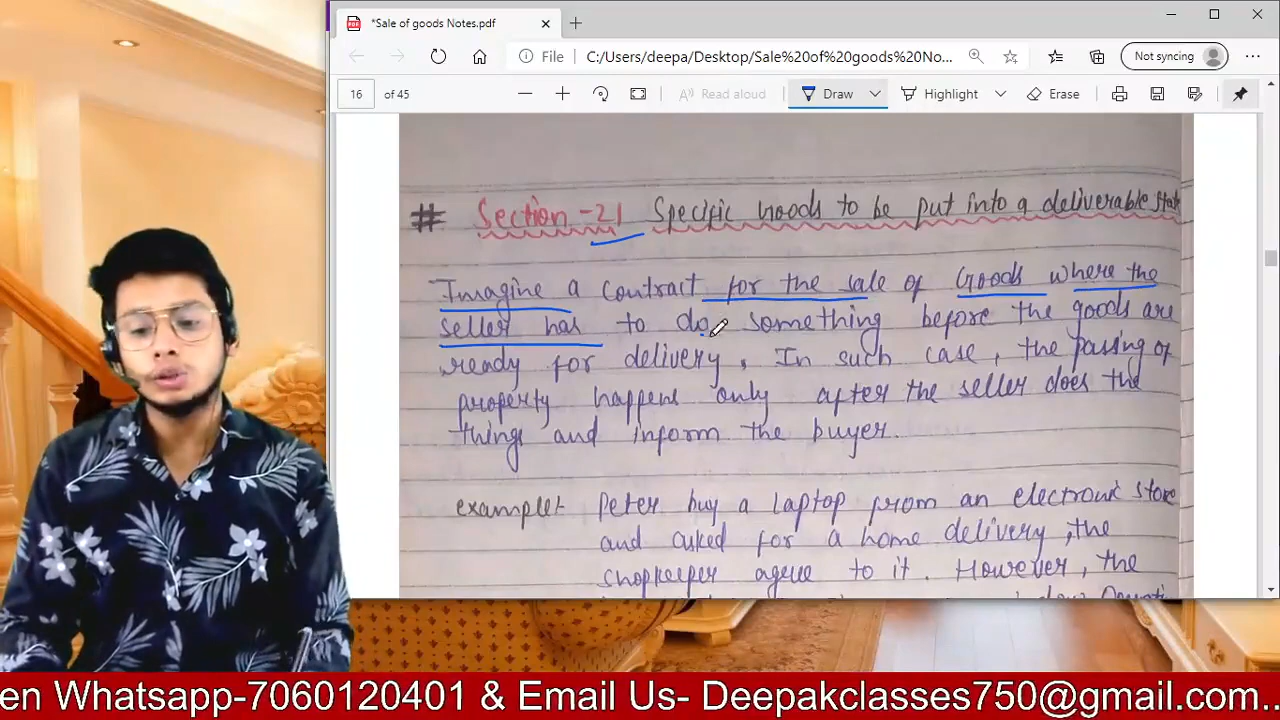 *Sale of goods Notes.pdf
File
C:/Users/deepa/Desktop/Sale%20of%20goods%20No...
Not syncing
16 of 45
Read aloud
Draw
Highlight
Erase
# Section -21 Specific Goods to be put into a deliverable state
Imagine a contract for the sale of Goods where the
seller has to do something before the goods are
ready for delivery. In such case, the passing of
property happens only after the seller does the
things and inform the buyer.
example:- Peter buy a laptop from an electronic store
and asked for a home delivery, the
shopkeeper agrue to it. However, the
en Whatsapp-7060120401 & Email Us- Deepakclasses750@gmail.com..